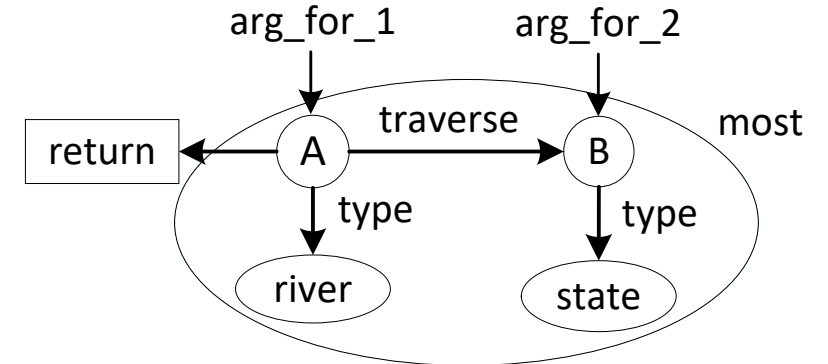 arg_for_1
arg_for_2
traverse
most
return
A
B
type
type
river
state